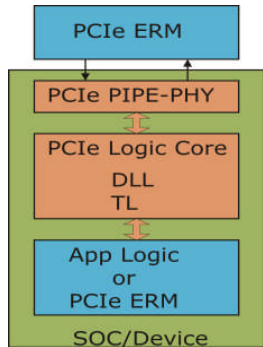 PCIe ERM
PCIe PIPE-PHY
PCIe Logic Core
DLL
TL
App Logic
or
PCIe ERM
SOC/Device